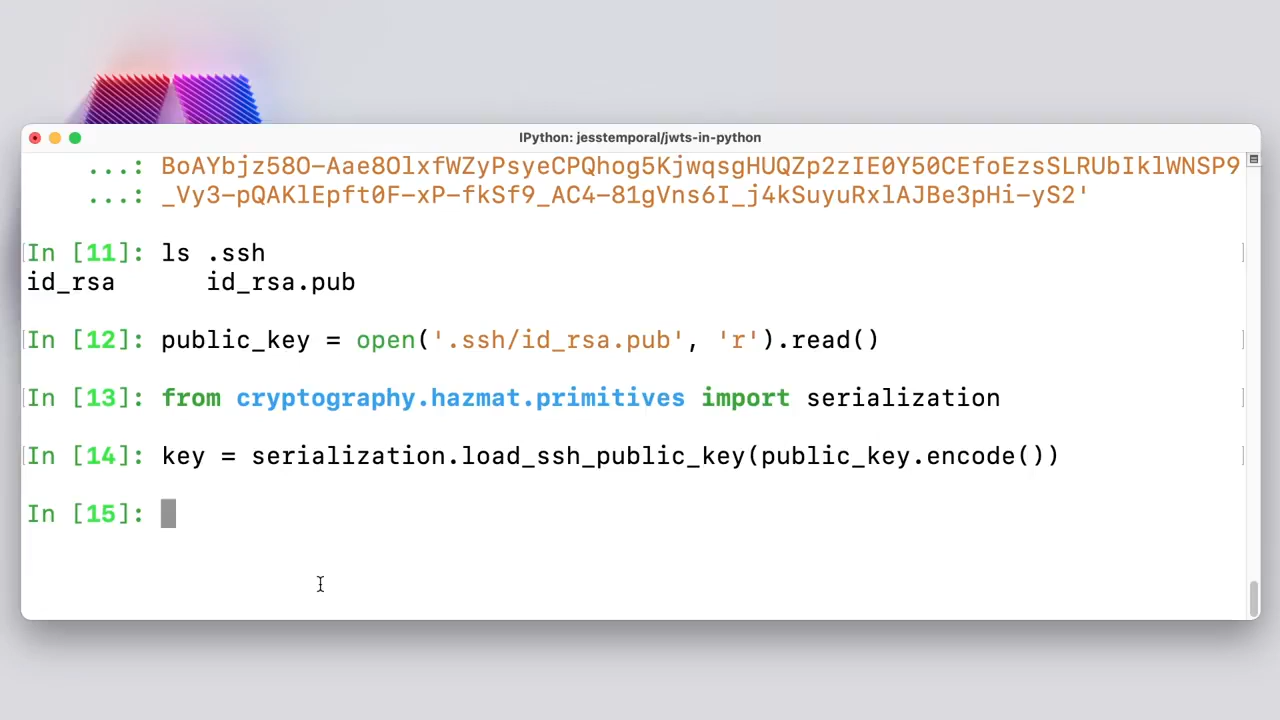 IPython: jesstemporal/jwts-in-python
...: BoAYbjz58O-Aae8OlxfWZyPsyeCPQhog5KjwqsgHUQZp2zIE0Y50CEfoEzsSLRUbIklWNSP9
...: _Vy3-pQAKlEpft0F-xP-fkSf9_AC4-81gVns6I_j4kSuyuRxlAJBe3pHi-yS2'
In [11]: ls .ssh
id_rsa      id_rsa.pub
In [12]: public_key = open('.ssh/id_rsa.pub', 'r').read()
In [13]: from cryptography.hazmat.primitives import serialization
In [14]: key = serialization.load_ssh_public_key(public_key.encode())
In [15]: